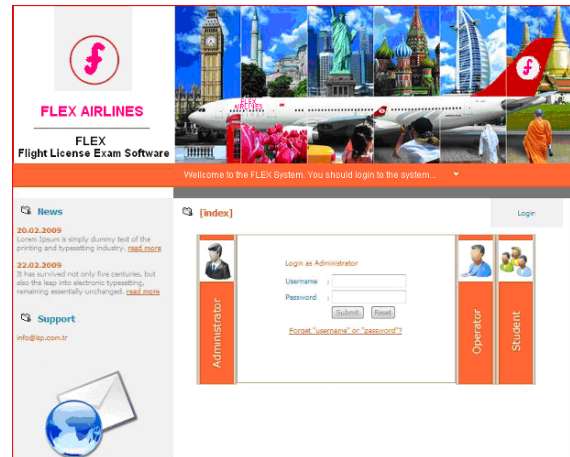 FLEX AIRLINES
FLEX
Flight License Exam Software
FLEX
AIRLINES
Wellcome to the FLEX System. You should login to the system...
News
20.02.2009
Lorem Ipsum is simply dummy text of the
printing and typesetting industry. read more
22.02.2009
It has survived not only five centuries, but
also the leap into electronic typesetting,
remaining essentially unchanged. read more
Support
info@lsp.com.tr
[index]
Login
Administrator
Login as Administrator
Username :
Password :
Submit Reset
Forget "username" or "password"?
Operator
Student